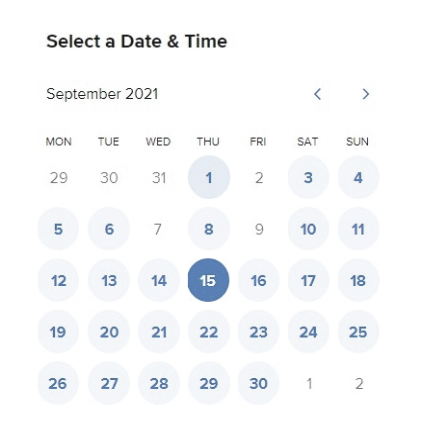 Select a Date & Time
September 2021
MON TUE WED THU FRI SAT SUN
29 30 31 1 2 3 4
5 6 7 8 9 10 11
12 13 14 15 16 17 18
19 20 21 22 23 24 25
26 27 28 29 30 1 2